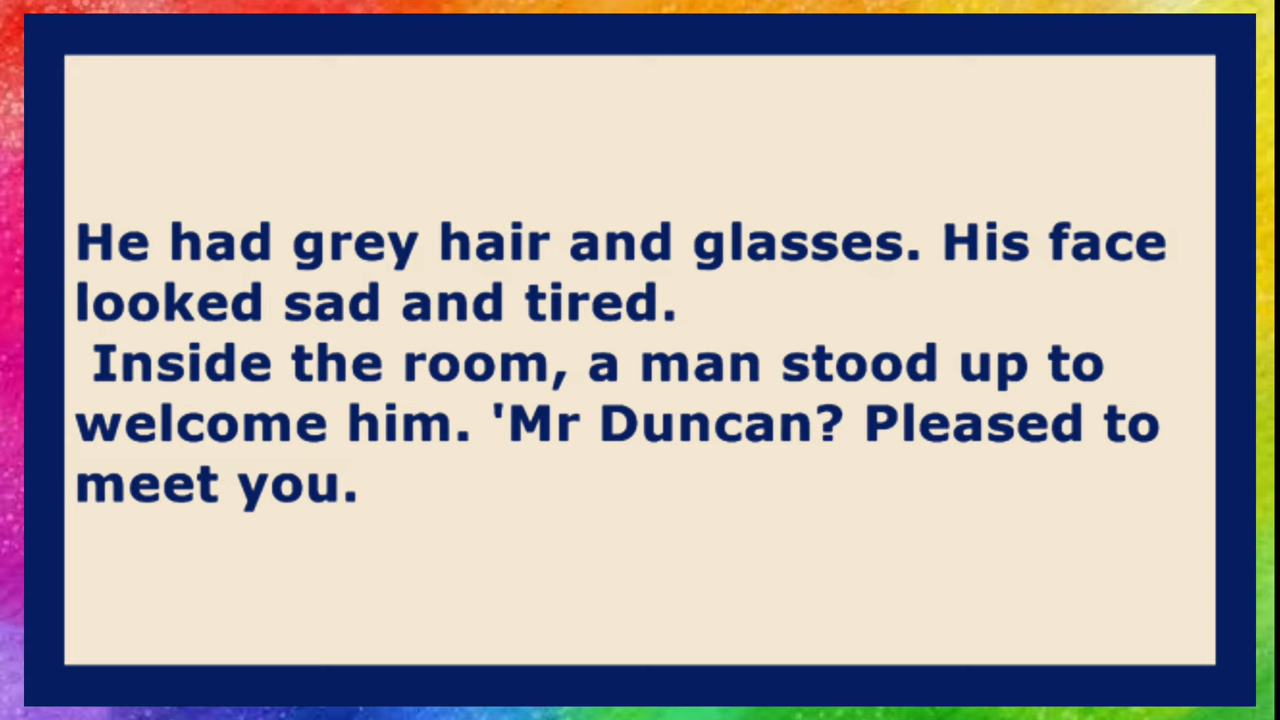 He had grey hair and glasses. His face
looked sad and tired.
Inside the room, a man stood up to
welcome him. 'Mr Duncan? Pleased to
meet you.